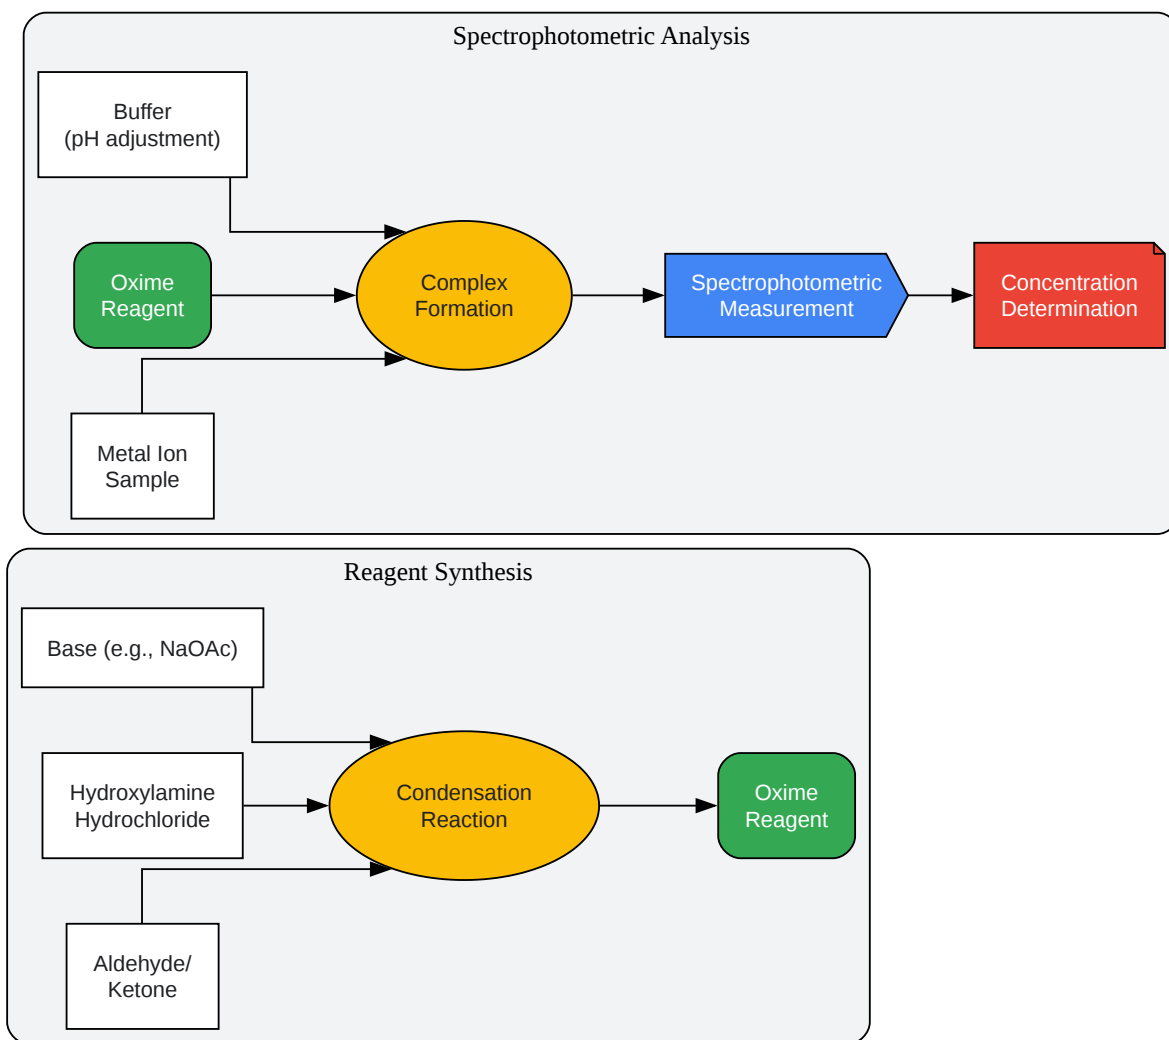 Spectrophotometric Analysis
Buffer
(pH adjustment)
Oxime
Reagent
Complex
Formation
Spectrophotometric
Measurement
Concentration
Determination
Metal Ion
Sample
Reagent Synthesis
Base (e.g., NaOAc)
Hydroxylamine
Hydrochloride
Condensation
Reaction
Oxime
Reagent
Aldehyde/
Ketone